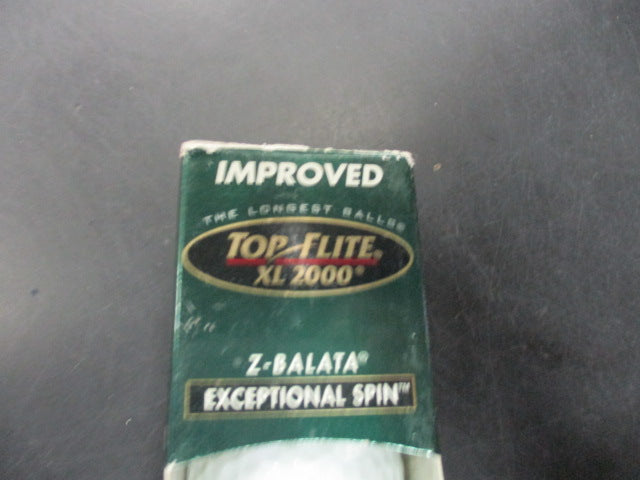 IMPROVED
THE LONGEST BALLS®
TOP-FLITE®
XL 2000®
Z-BALATA®
EXCEPTIONAL SPIN™